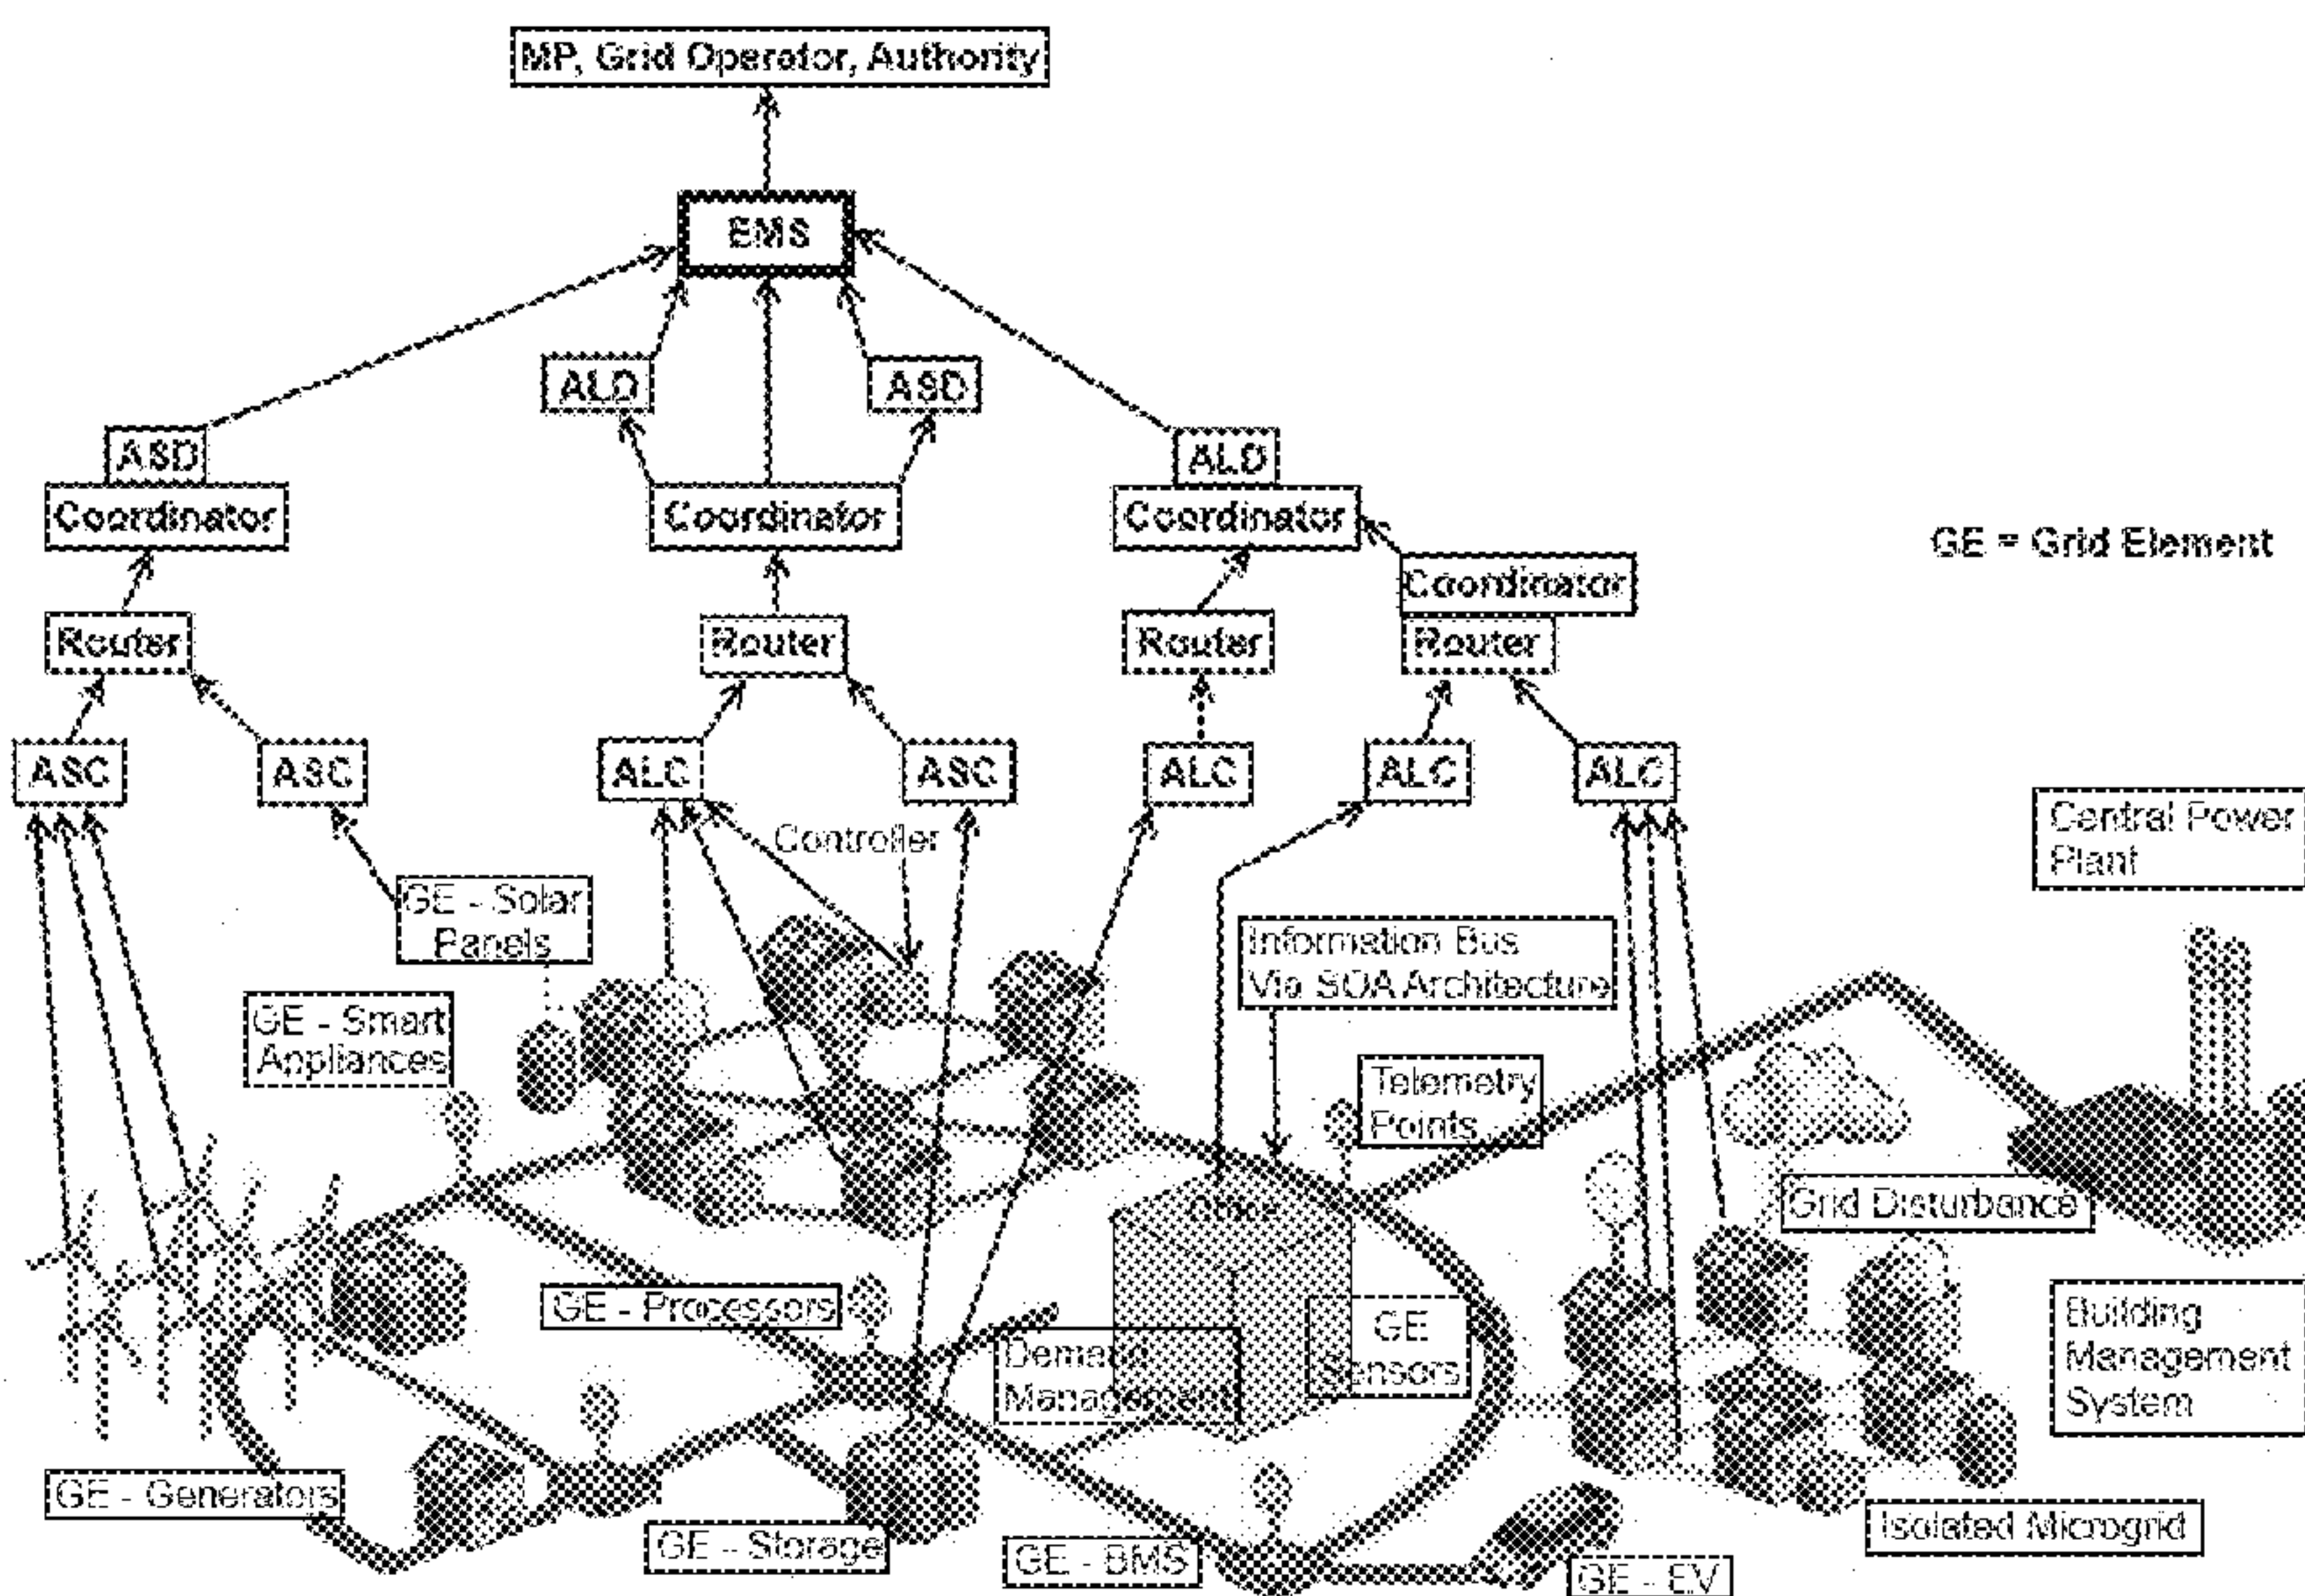 MP, Grid Operator, Authority
EMS
ALD
ASD
ASD
ALD
Coordinator
Coordinator
Coordinator
GE = Grid Element
Coordinator
Router
Router
Router
Router
ASC
ASC
ALC
ASC
ALC
ALC
ALC
Controller
Central Power
Plant
GE - Solar
Panels
Information Bus
Via SOA Architecture
GE - Smart
Appliances
Telemetry
Points
Grid Disturbance
Office
GE - Processors
GE
Sensors
Demand
Management
Building
Management
System
GE - Generators
GE - Storage
GE - BMS
GE - EV
Isolated Microgrid